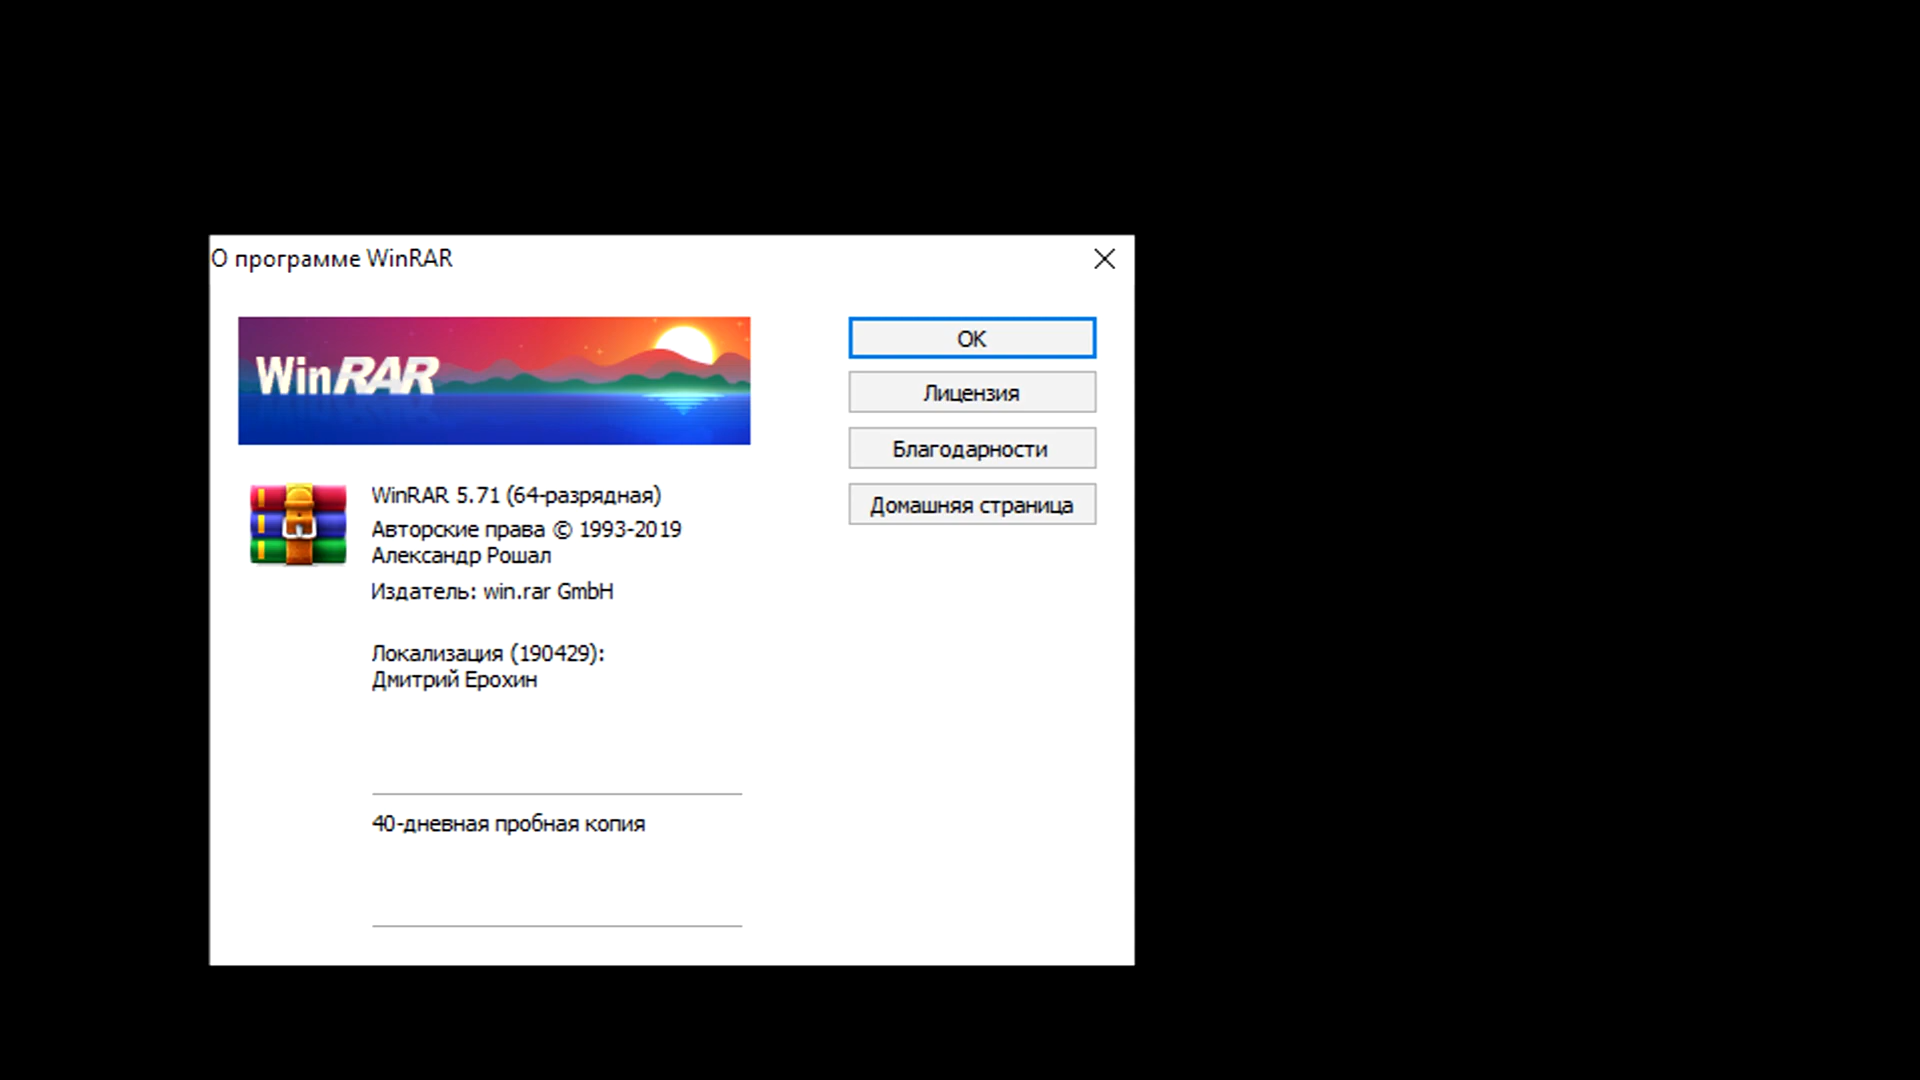 О программе WinRAR
WinRAR
OK
Лицензия
Благодарности
Домашняя страница
WinRAR 5.71 (64-разрядная)
Авторские права © 1993-2019
Александр Рошал
Издатель: win.rar GmbH
Локализация (190429):
Дмитрий Ерохин
40-дневная пробная копия